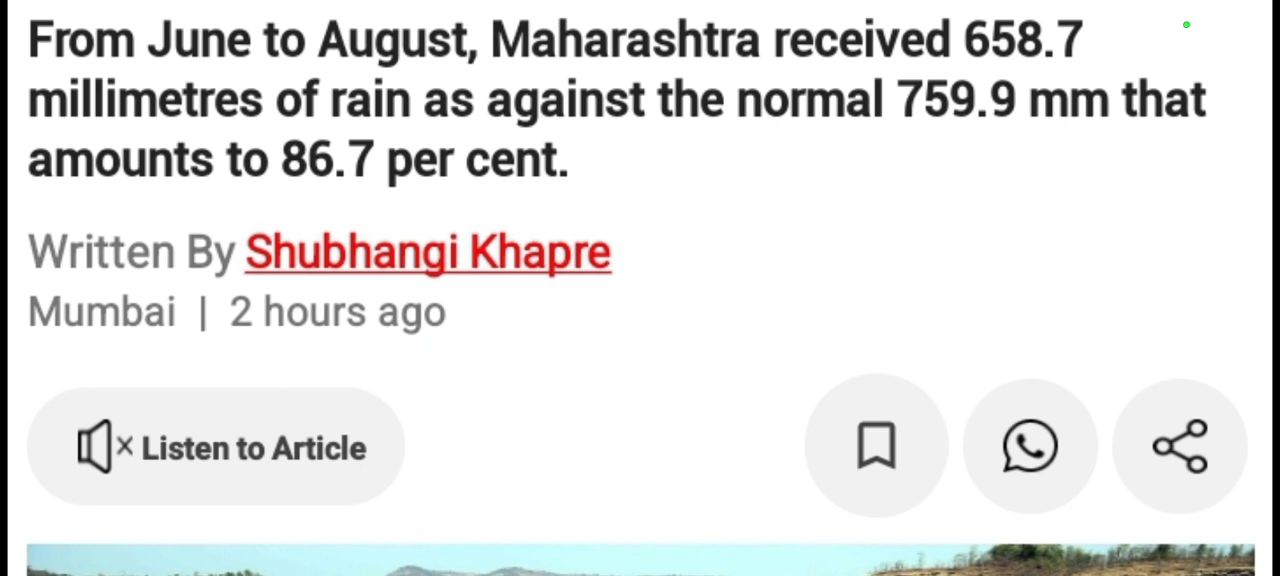 From June to August, Maharashtra received 658.7
millimetres of rain as against the normal 759.9 mm that
amounts to 86.7 per cent.
Written By Shubhangi Khapre
Mumbai | 2 hours ago
Listen to Article